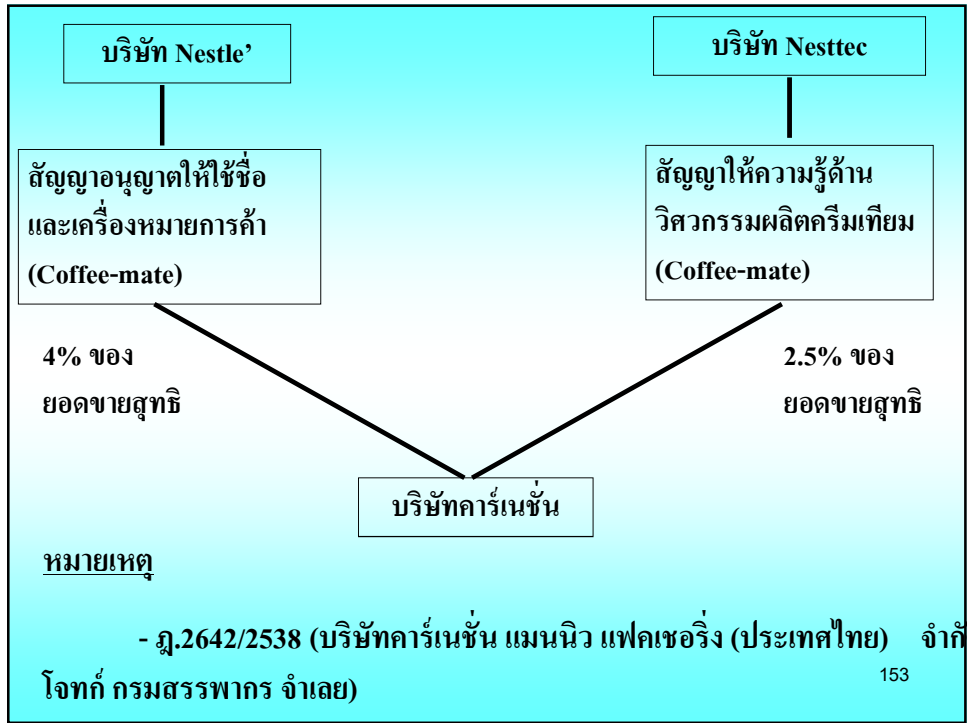 บริษัท Nestle’
บริษัท Nesttec
สัญญาอนุญาตให้ใช้ชื่อ
และเครื่องหมายการค้า
(Coffee-mate)
สัญญาให้ความรู้ด้าน
วิศวกรรมผลิตครีมเทียม
(Coffee-mate)
4% ของ
ยอดขายสุทธิ
2.5% ของ
ยอดขายสุทธิ
บริษัทคาร์เนชั่น
หมายเหตุ
- ฎ.2642/2538 (บริษัทคาร์เนชั่น แมนนิว แฟคเชอริ่ง (ประเทศไทย) จำกั
โจทก์ กรมสรรพากร จำเลย)
153